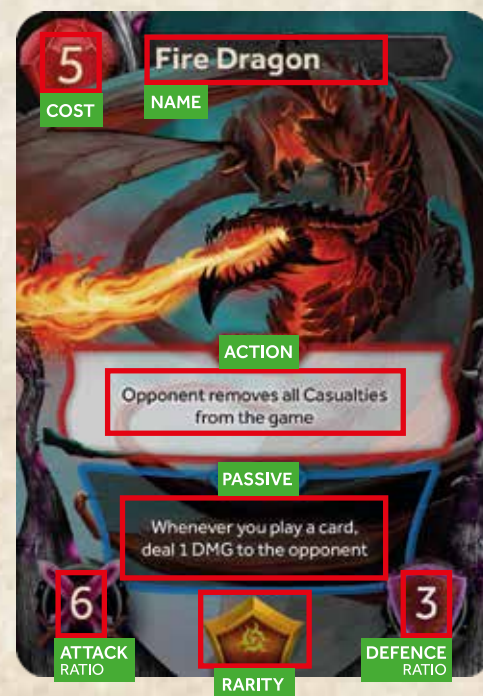 5
Fire Dragon
COST
NAME
ACTION
Opponent removes all Casualties
from the game
PASSIVE
Whenever you play a card,
deal 1 DMG to the opponent
6
3
ATTACK
RATIO
DEFENCE
RATIO
RARITY